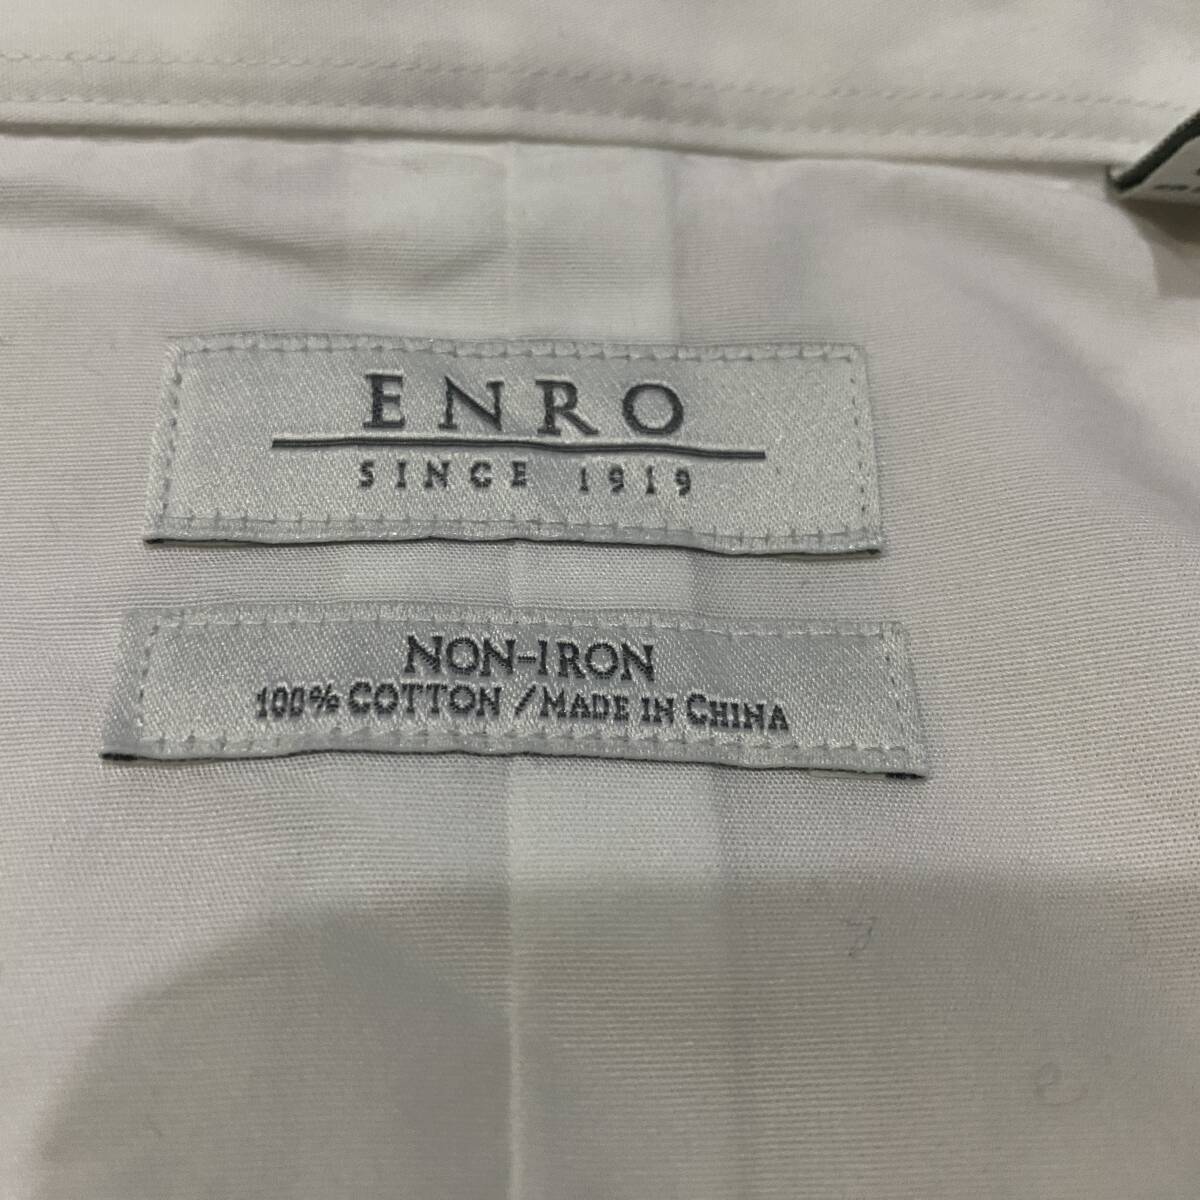 ENRO
SINCE 1919
NON-IRON
100% COTTON / MADE IN CHINA